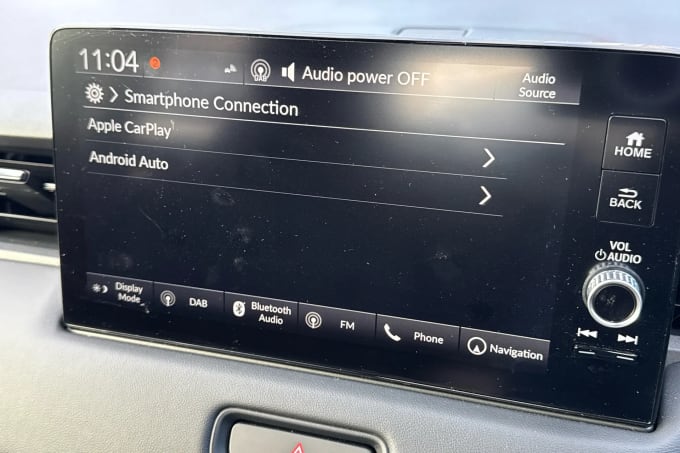 11:04
DAB
Audio power OFF
Audio
Source
Smartphone Connection
Apple CarPlay
Android Auto
HOME
BACK
VOL
AUDIO
Display
Mode
DAB
Bluetooth
Audio
FM
Phone
Navigation